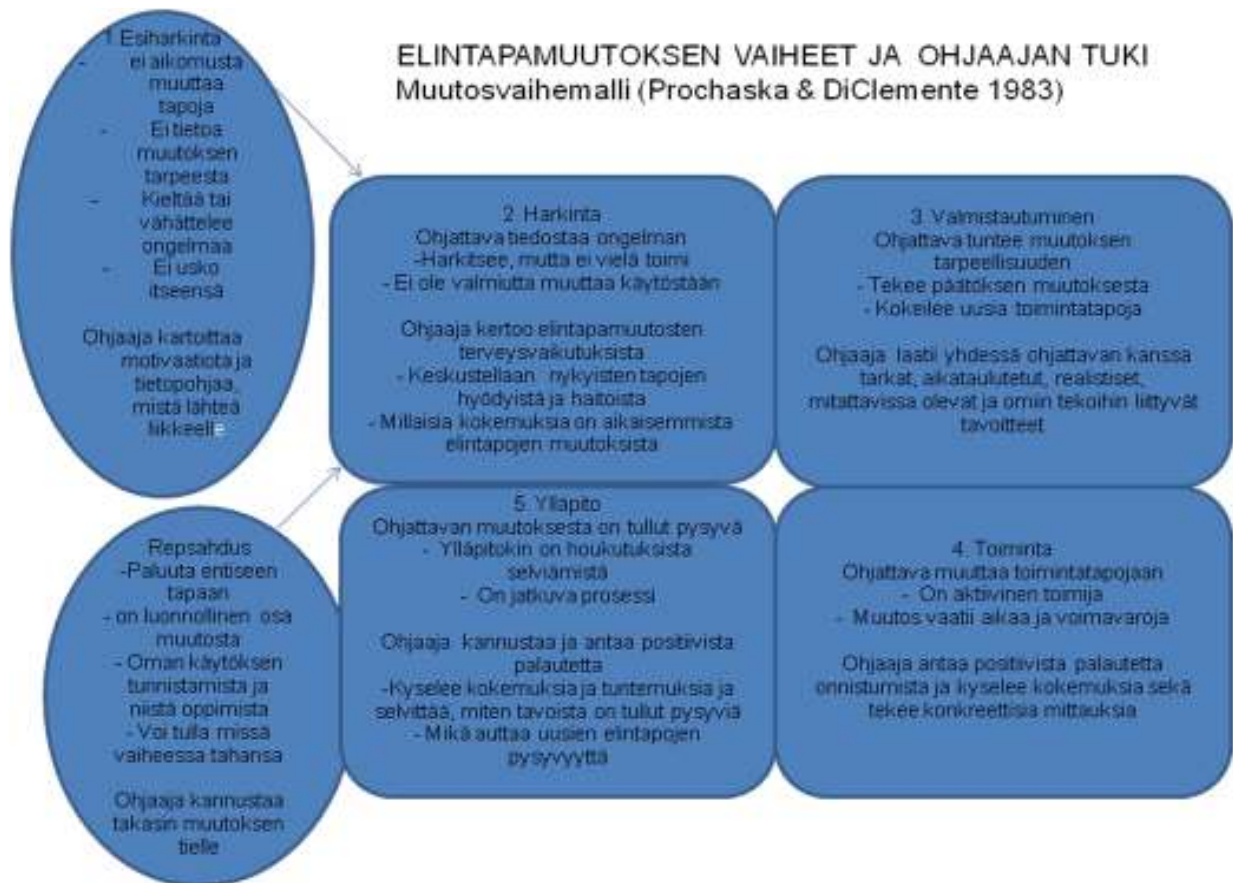 ELINTAPAMUUTOKSEN VAIHEET JA OHJAAJAN TUKI
Muutosvaihemalli (Prochaska & DiClemente 1983)
1 Esiharkinta
- ei aikomusta
muuttaa
tapoja
- Ei tietoa
muutoksen
tarpeesta
- Kieltää tai
vähättelee
ongelmaa
- Ei usko
itseensä
Ohjaaja kartoittaa
motivaatiota ja
tietopohjaa,
mistä lähteä
liikkeelle
2. Harkinta
Ohjattava tiedostaa ongelman
-Harkitsee, mutta ei vielä toimi
- Ei ole valmiutta muuttaa käytöstään
Ohjaaja kertoo elintapamuutosten
terveysvaikutuksista
- Keskustellaan nykyisten tapojen
hyödyistä ja haitoista
- Millaisia kokemuksia on aikaisemmista
elintapojen muutoksista
3. Valmistautuminen
Ohjattava tuntee muutoksen
tarpeellisuuden
- Tekee päätöksen muutoksesta
- Kokeilee uusia toimintatapoja
Ohjaaja laatii yhdessä ohjattavan kanssa
tarkat, aikataulutetut, realistiset,
mitattavissa olevat ja omiin tekoihin liittyvät
tavoitteet
4. Toiminta
Ohjattava muuttaa toimintatapojaan
- On aktiivinen toimija
- Muutos vaatii aikaa ja voimavaroja
Ohjaaja antaa positiivista palautetta
onnistumista ja kyselee kokemuksia sekä
tekee konkreettisia mittauksia
5. Ylläpito
Ohjattavan muutoksesta on tullut pysyvä
- Ylläpitokin on houkutuksista
selviämistä
- On jatkuva prosessi
Ohjaaja kannustaa ja antaa positiivista
palautetta
-Kyselee kokemuksia ja tuntemuksia ja
selvittää, miten tavoista on tullut pysyviä
- Mikä auttaa uusien elintapojen
pysyvyyttä
Repsahdus
-Paluuta entiseen
tapaan
- on luonnollinen osa
muutosta
- Oman käytöksen
tunnistamista ja
niistä oppimista
- Voi tulla missä
vaiheessa tahansa
Ohjaaja kannustaa
takasin muutoksen
tielle